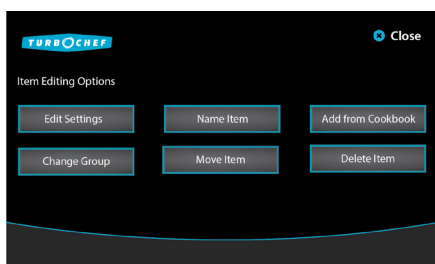 TURBOCHEF
Close
Item Editing Options
Edit Settings
Name Item
Add from Cookbook
Change Group
Move Item
Delete Item